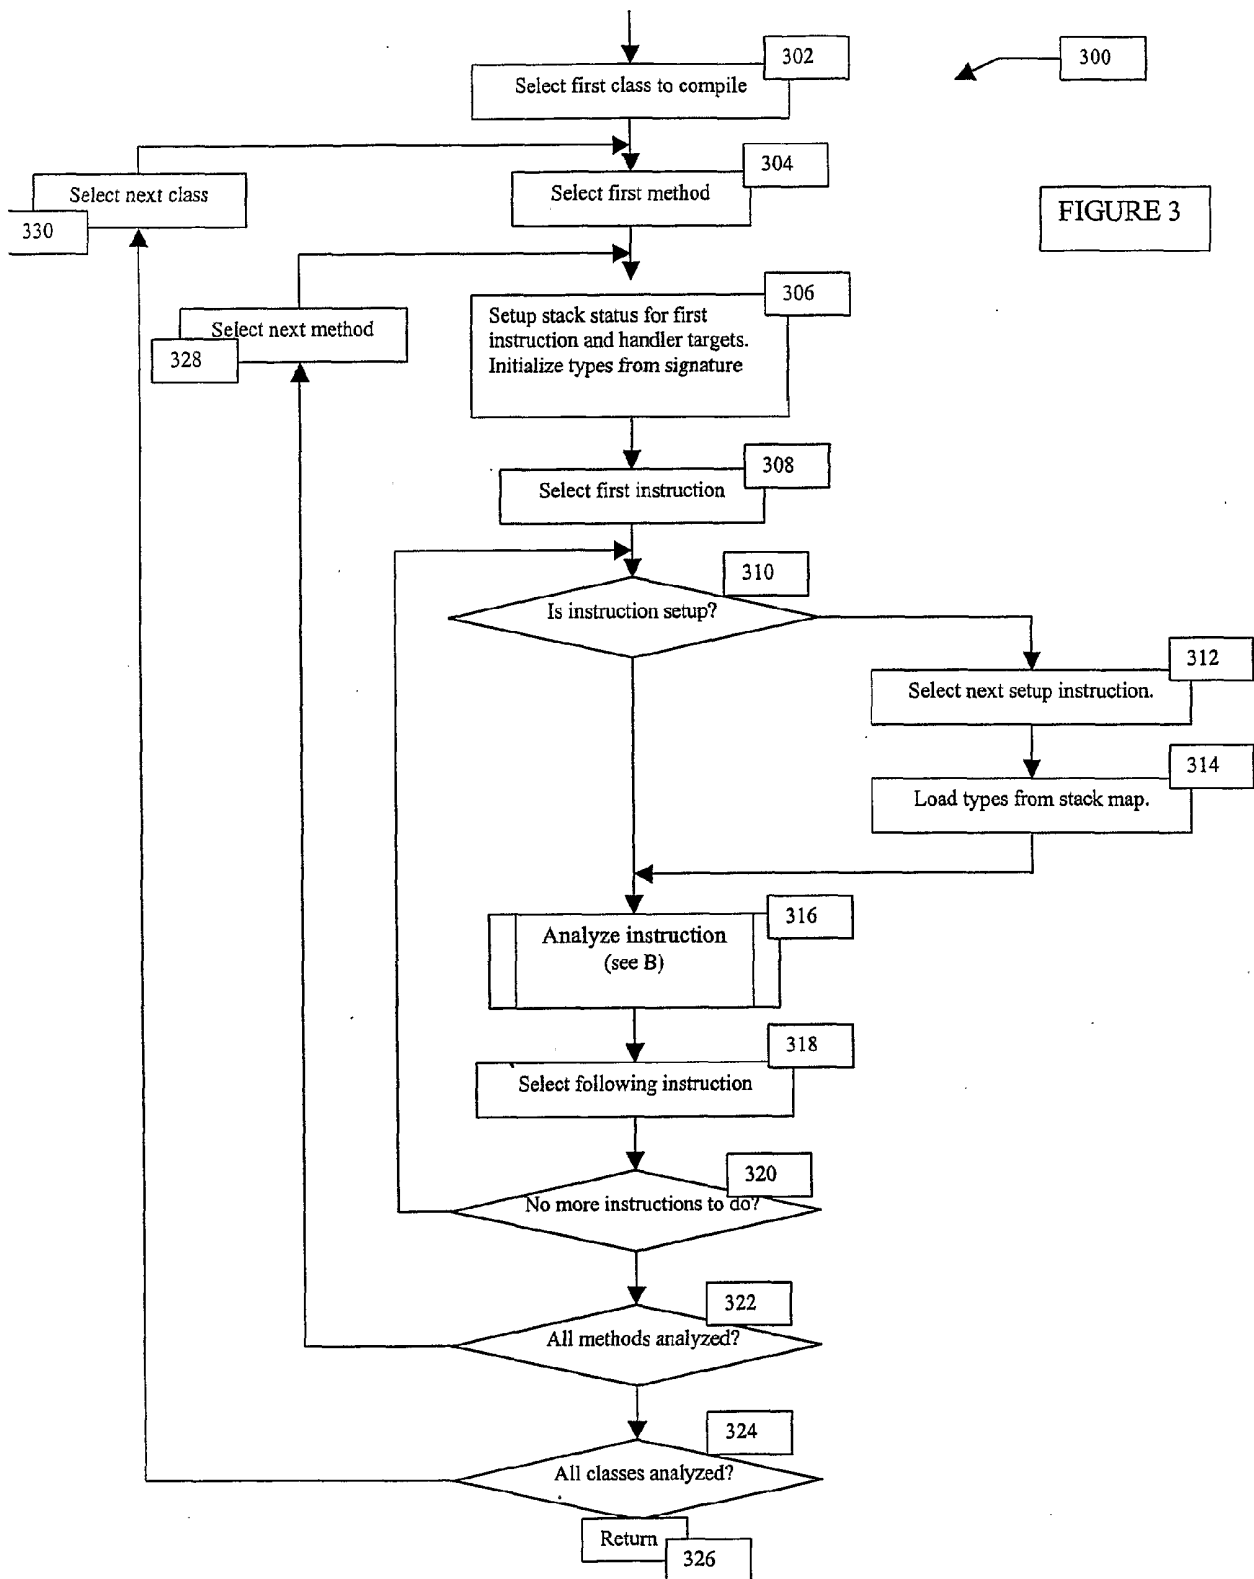 302
300
Select first class to compile
304
Select next class
Select first method
330
FIGURE 3
306
Setup stack status for first
instruction and handler targets.
Initialize types from signature
Select next method
328
308
Select first instruction
310
Is instruction setup?
312
Select next setup instruction.
314
Load types from stack map.
316
Analyze instruction
(see B)
318
Select following instruction
320
No more instructions to do?
322
All methods analyzed?
324
All classes analyzed?
Return
326